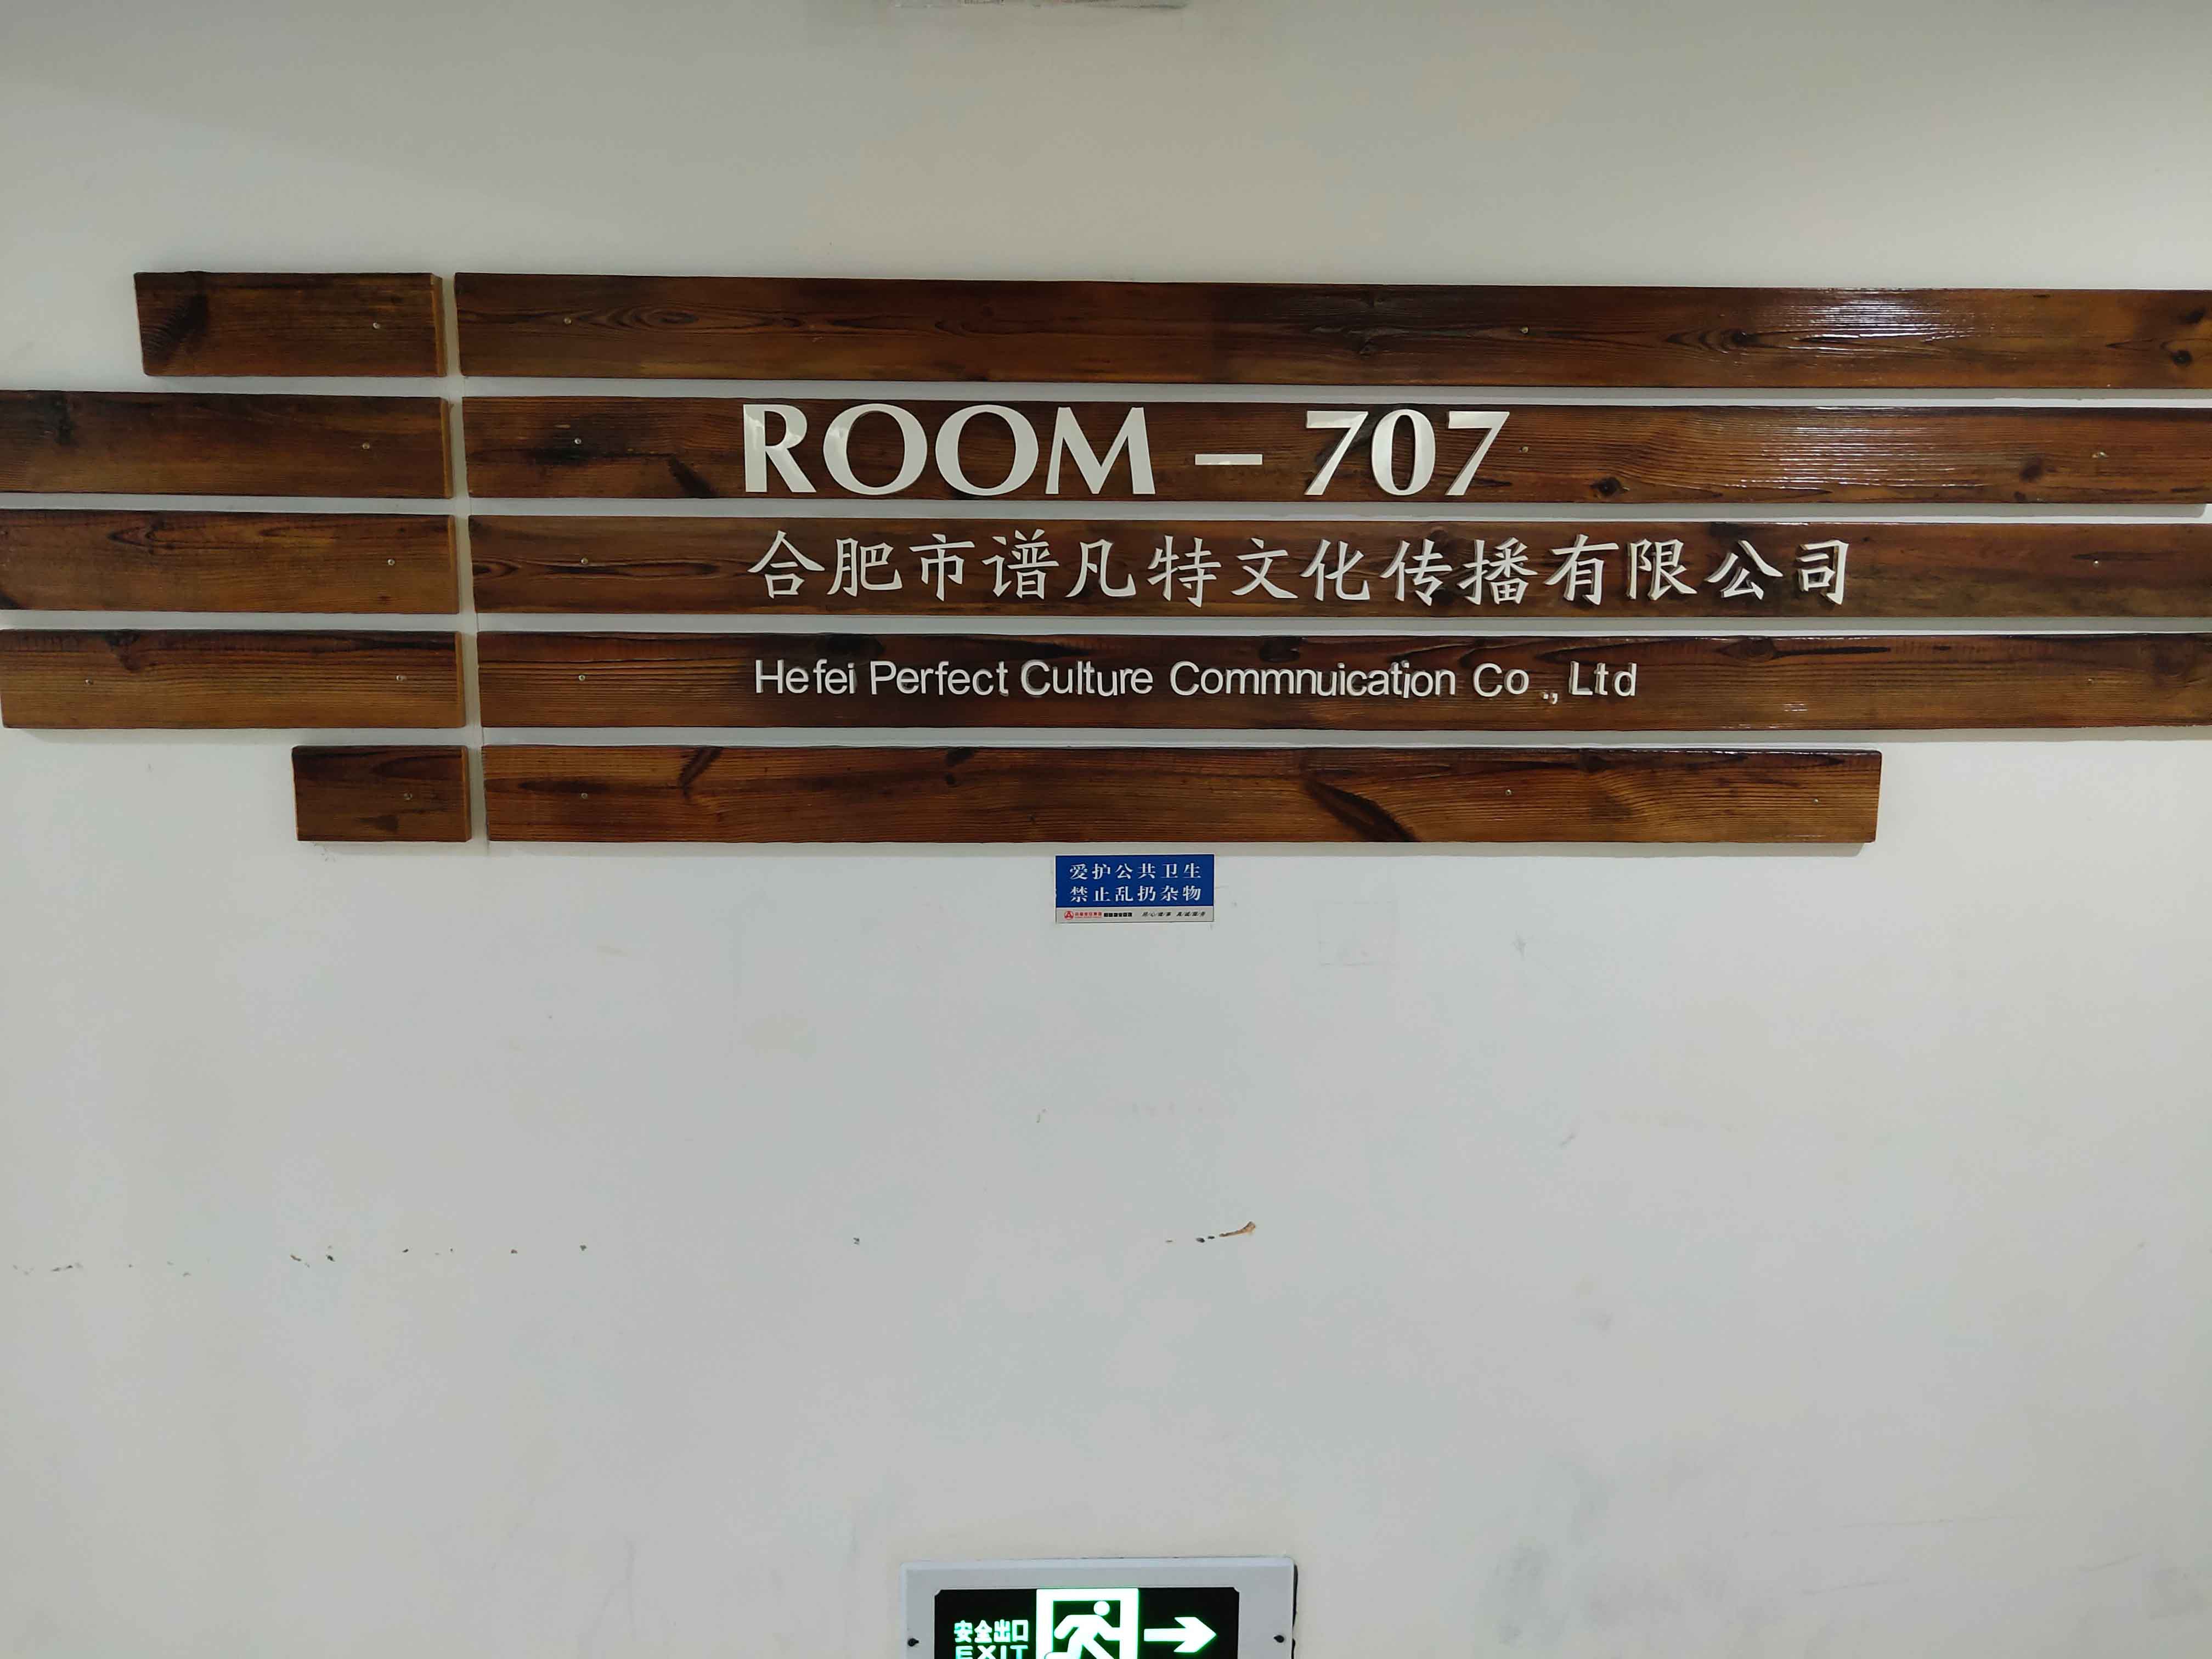 ROOM – 707
合肥市谱凡特文化传播有限公司
Hefei Perfect Culture Commnuication Co .,Ltd
爱护公共卫生
禁止乱扔杂物
安全出口
EXIT